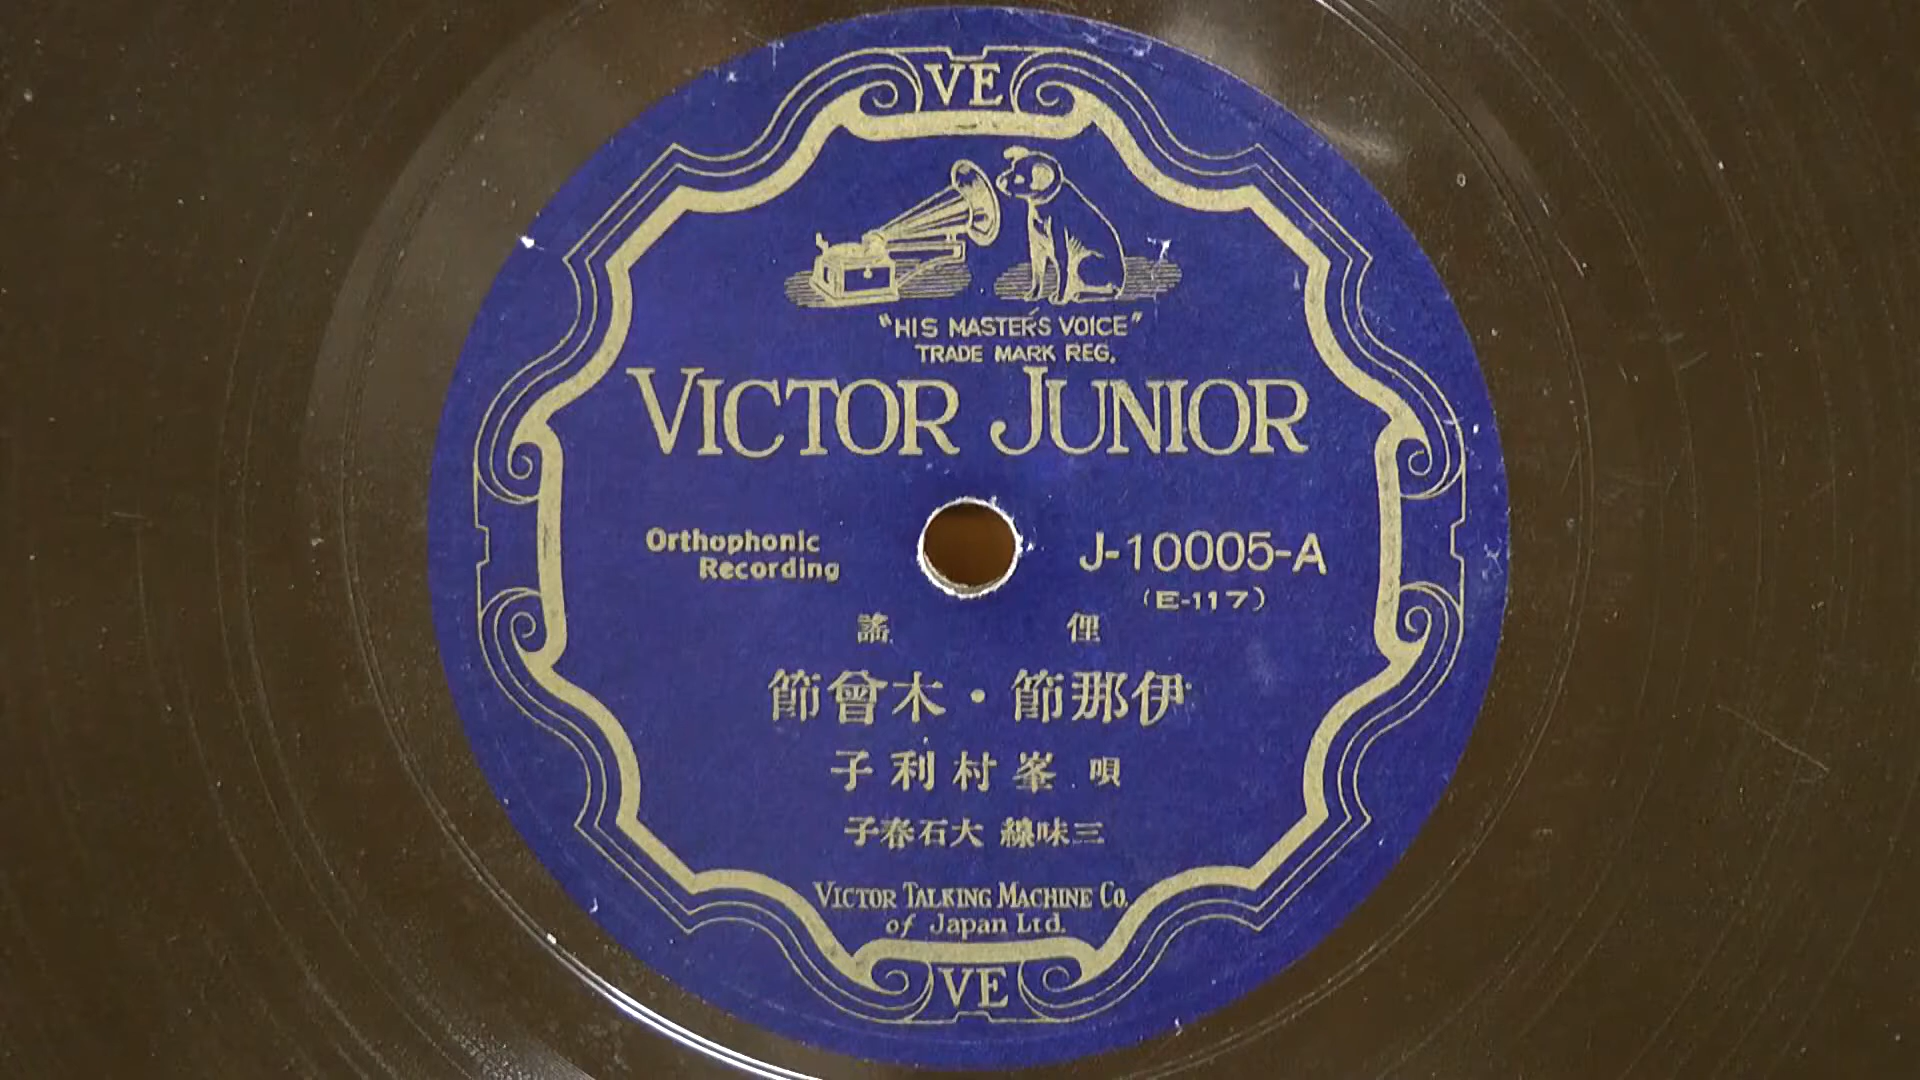 VE
"HIS MASTER'S VOICE"
TRADE MARK REG.
VICTOR JUNIOR
Orthophonic
Recording
J-10005-A
(E-117)
俚謠
伊那節・木曾節
唄 峯村利子
三味線 大石春子
VICTOR TALKING MACHINE CO.
of Japan Ltd.
VE